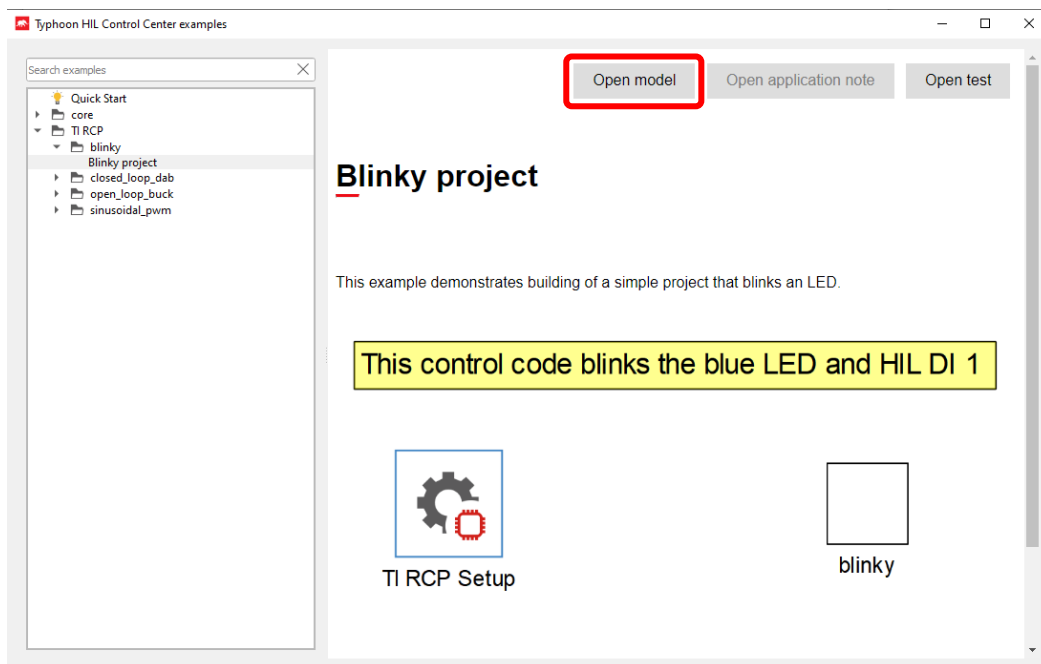 Typhoon HIL Control Center examples
Search examples
Open model
Open application note
Open test
Quick Start
core
TI RCP
blinky
Blinky project
closed_loop_dab
open_loop_buck
sinusoidal_pwm
Blinky project
This example demonstrates building of a simple project that blinks an LED.
This control code blinks the blue LED and HIL DI 1
TI RCP Setup
blinky